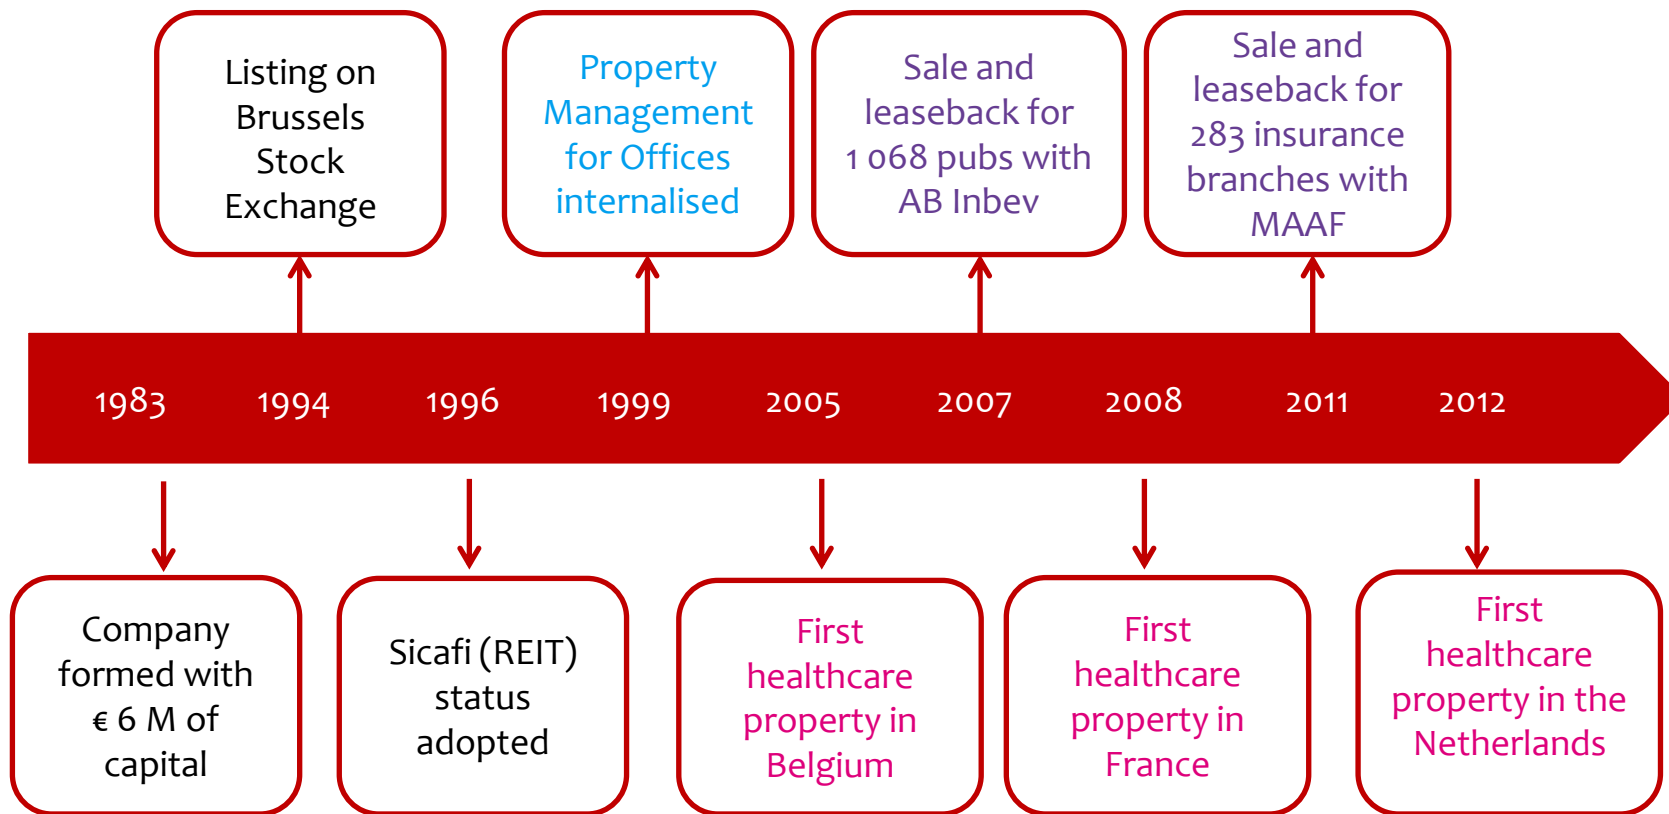 Listing on
Brussels
Stock
Exchange
Property
Management
for Offices
internalised
Sale and
leaseback for
1 068 pubs with
AB Inbev
Sale and
leaseback for
283 insurance
branches with
MAAF
1983 1994 1996 1999 2005 2007 2008 2011 2012
Company
formed with
€ 6 M of
capital
Sicafi (REIT)
status
adopted
First
healthcare
property in
Belgium
First
healthcare
property in
France
First
healthcare
property in the
Netherlands